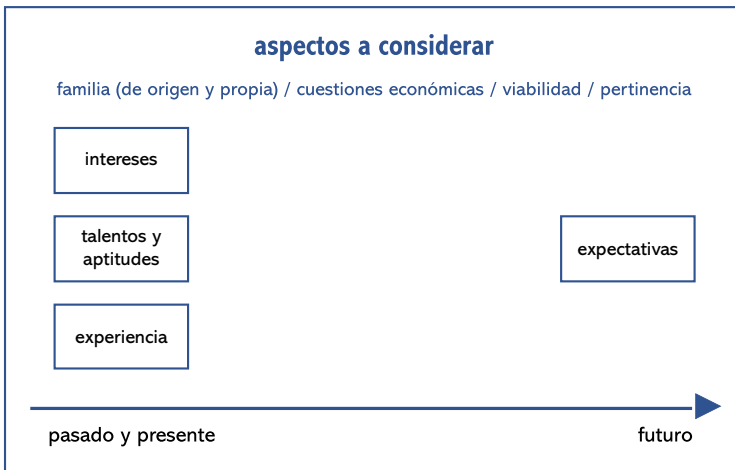 aspectos a considerar
familia (de origen y propia) / cuestiones económicas / viabilidad / pertinencia
intereses
talentos y
aptitudes
expectativas
experiencia
pasado y presente
futuro